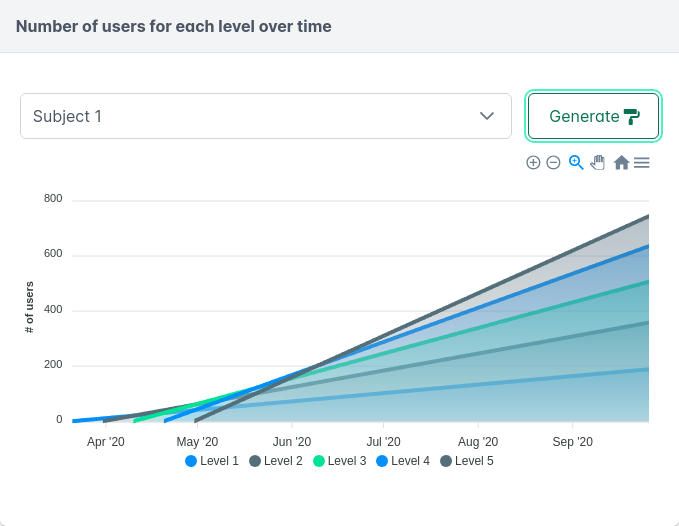 Number of users for each level over time
Subject 1
Generate
800
600
400
200
0
# of users
Apr '20 May '20 Jun '20 Jul '20 Aug '20 Sep '20
Level 1 Level 2 Level 3 Level 4 Level 5